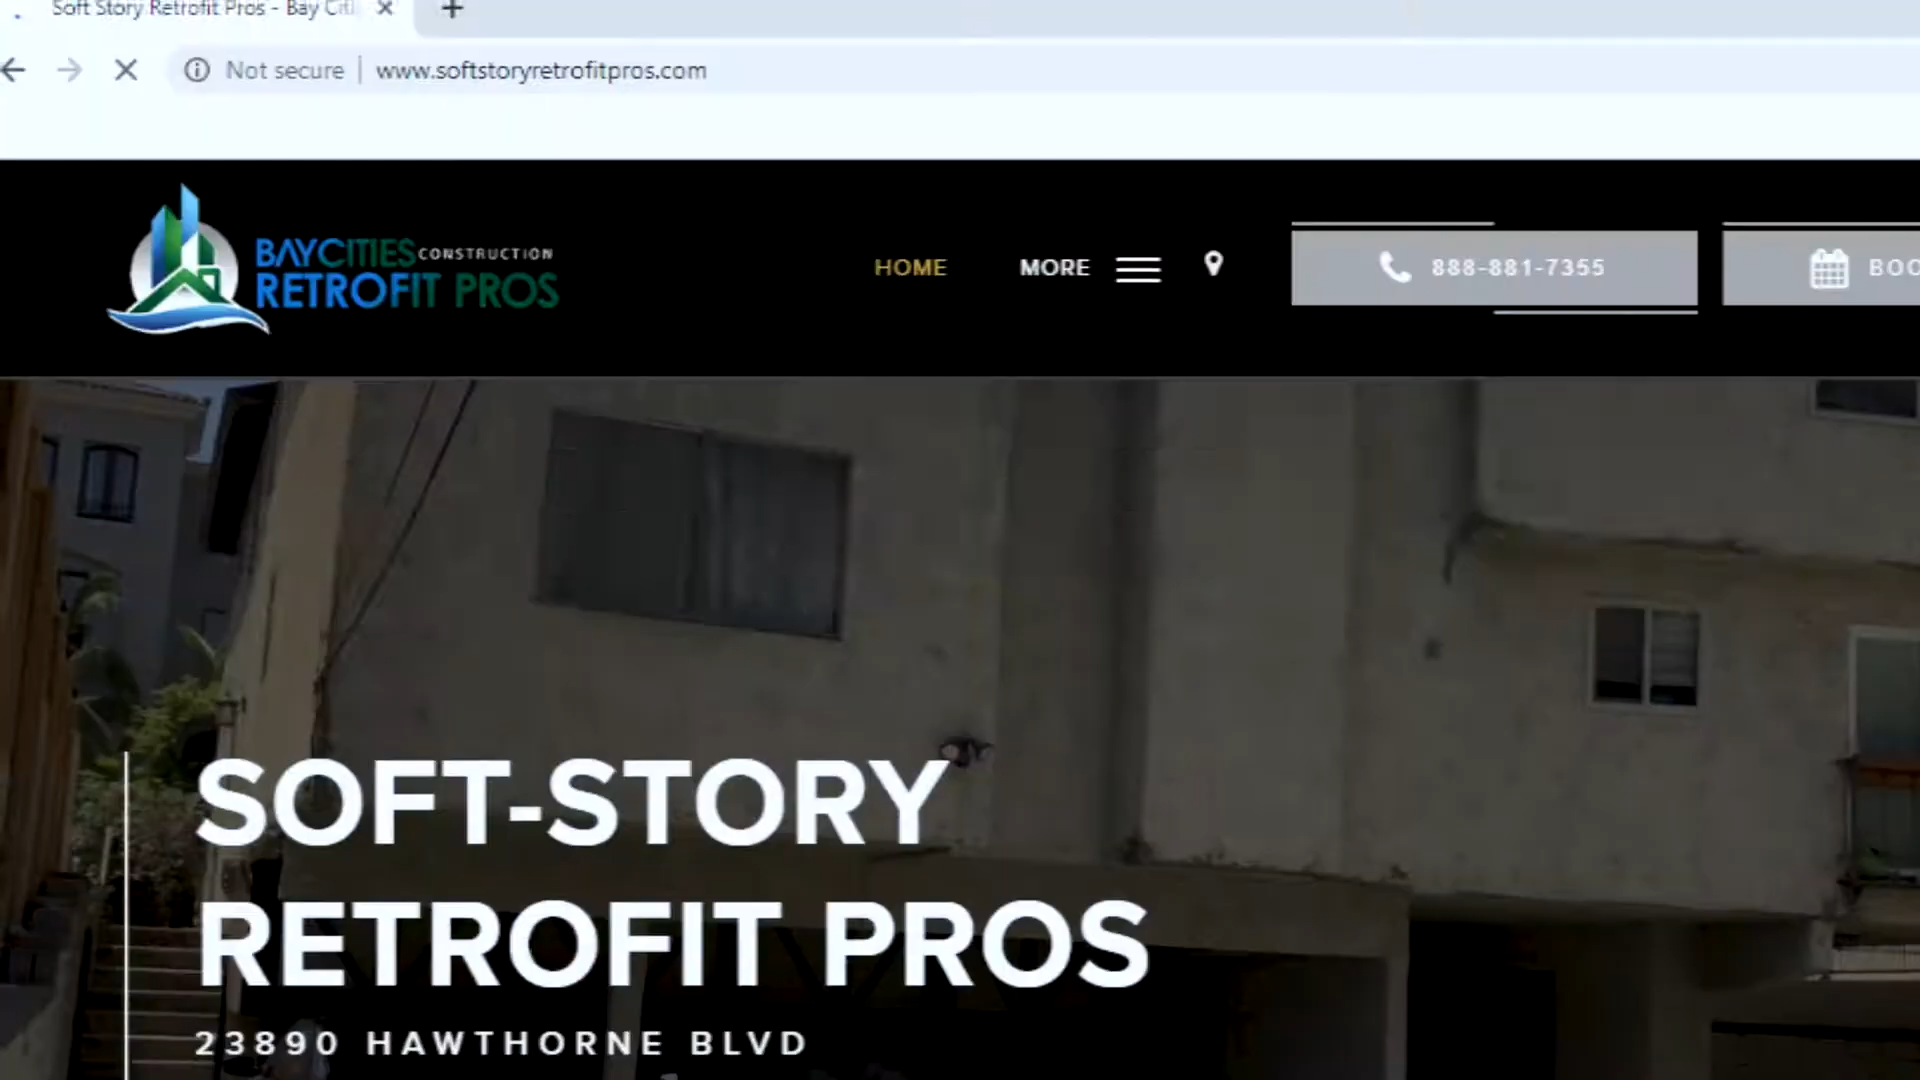 Soft Story Retrofit Pros - Bay Citi
Not secure
www.softstoryretrofitpros.com
BAYCITIES CONSTRUCTION
RETROFIT PROS
HOME
MORE
888-881-7355
BOO
SOFT-STORY
RETROFIT PROS
23890 HAWTHORNE BLVD